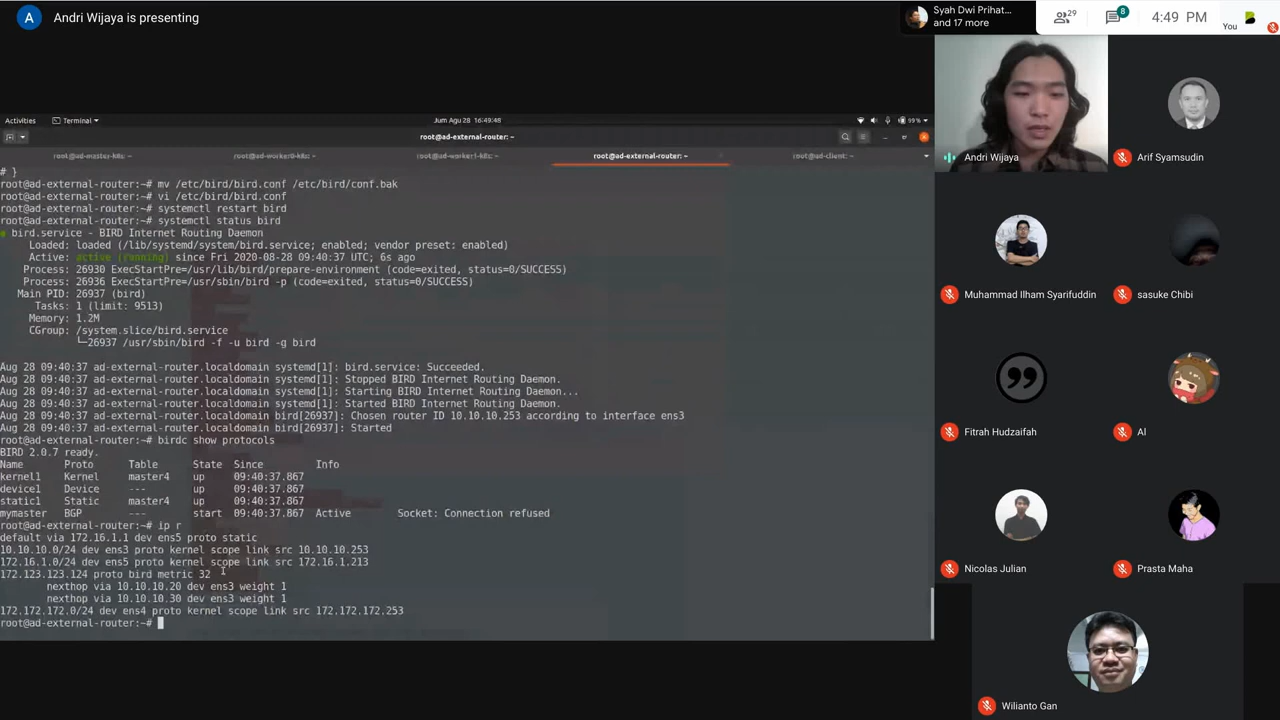 Andri Wijaya is presenting
Syah Dwi Prihat...
and 17 more
29
8
4:49 PM
You
Activities
Terminal
Jum Agu 28 16:49:48
99%
root@ad-external-router: ~
root@ad-master-k8s: ~
root@ad-worker0-k8s: ~
root@ad-worker1-k8s: ~
root@ad-external-router: ~
root@ad-client: ~
# }
root@ad-external-router:~# mv /etc/bird/bird.conf /etc/bird/conf.bak
root@ad-external-router:~# vi /etc/bird/bird.conf
root@ad-external-router:~# systemctl restart bird
root@ad-external-router:~# systemctl status bird
● bird.service - BIRD Internet Routing Daemon
Loaded: loaded (/lib/systemd/system/bird.service; enabled; vendor preset: enabled)
Active: active (running) since Fri 2020-08-28 09:40:37 UTC; 6s ago
Process: 26930 ExecStartPre=/usr/lib/bird/prepare-environment (code=exited, status=0/SUCCESS)
Process: 26936 ExecStartPre=/usr/sbin/bird -p (code=exited, status=0/SUCCESS)
Main PID: 26937 (bird)
Tasks: 1 (limit: 9513)
Memory: 1.2M
CGroup: /system.slice/bird.service
└─26937 /usr/sbin/bird -f -u bird -g bird
Aug 28 09:40:37 ad-external-router.localdomain systemd[1]: bird.service: Succeeded.
Aug 28 09:40:37 ad-external-router.localdomain systemd[1]: Stopped BIRD Internet Routing Daemon.
Aug 28 09:40:37 ad-external-router.localdomain systemd[1]: Starting BIRD Internet Routing Daemon...
Aug 28 09:40:37 ad-external-router.localdomain systemd[1]: Started BIRD Internet Routing Daemon.
Aug 28 09:40:37 ad-external-router.localdomain bird[26937]: Chosen router ID 10.10.10.253 according to interface ens3
Aug 28 09:40:37 ad-external-router.localdomain bird[26937]: Started
root@ad-external-router:~# birdc show protocols
BIRD 2.0.7 ready.
Name Proto Table State Since Info
kernel1 Kernel master4 up 09:40:37.867
device1 Device --- up 09:40:37.867
static1 Static master4 up 09:40:37.867
mymaster BGP --- start 09:40:37.867 Active Socket: Connection refused
root@ad-external-router:~# ip r
default via 172.16.1.1 dev ens5 proto static
10.10.10.0/24 dev ens3 proto kernel scope link src 10.10.10.253
172.16.1.0/24 dev ens5 proto kernel scope link src 172.16.1.213
172.123.123.124 proto bird metric 32
nexthop via 10.10.10.20 dev ens3 weight 1
nexthop via 10.10.10.30 dev ens3 weight 1
172.172.172.0/24 dev ens4 proto kernel scope link src 172.172.172.253
root@ad-external-router:~#
Andri Wijaya
Arif Syamsudin
Muhammad Ilham Syarifuddin
sasuke Chibi
Fitrah Hudzaifah
Al
Nicolas Julian
Prasta Maha
Wilianto Gan